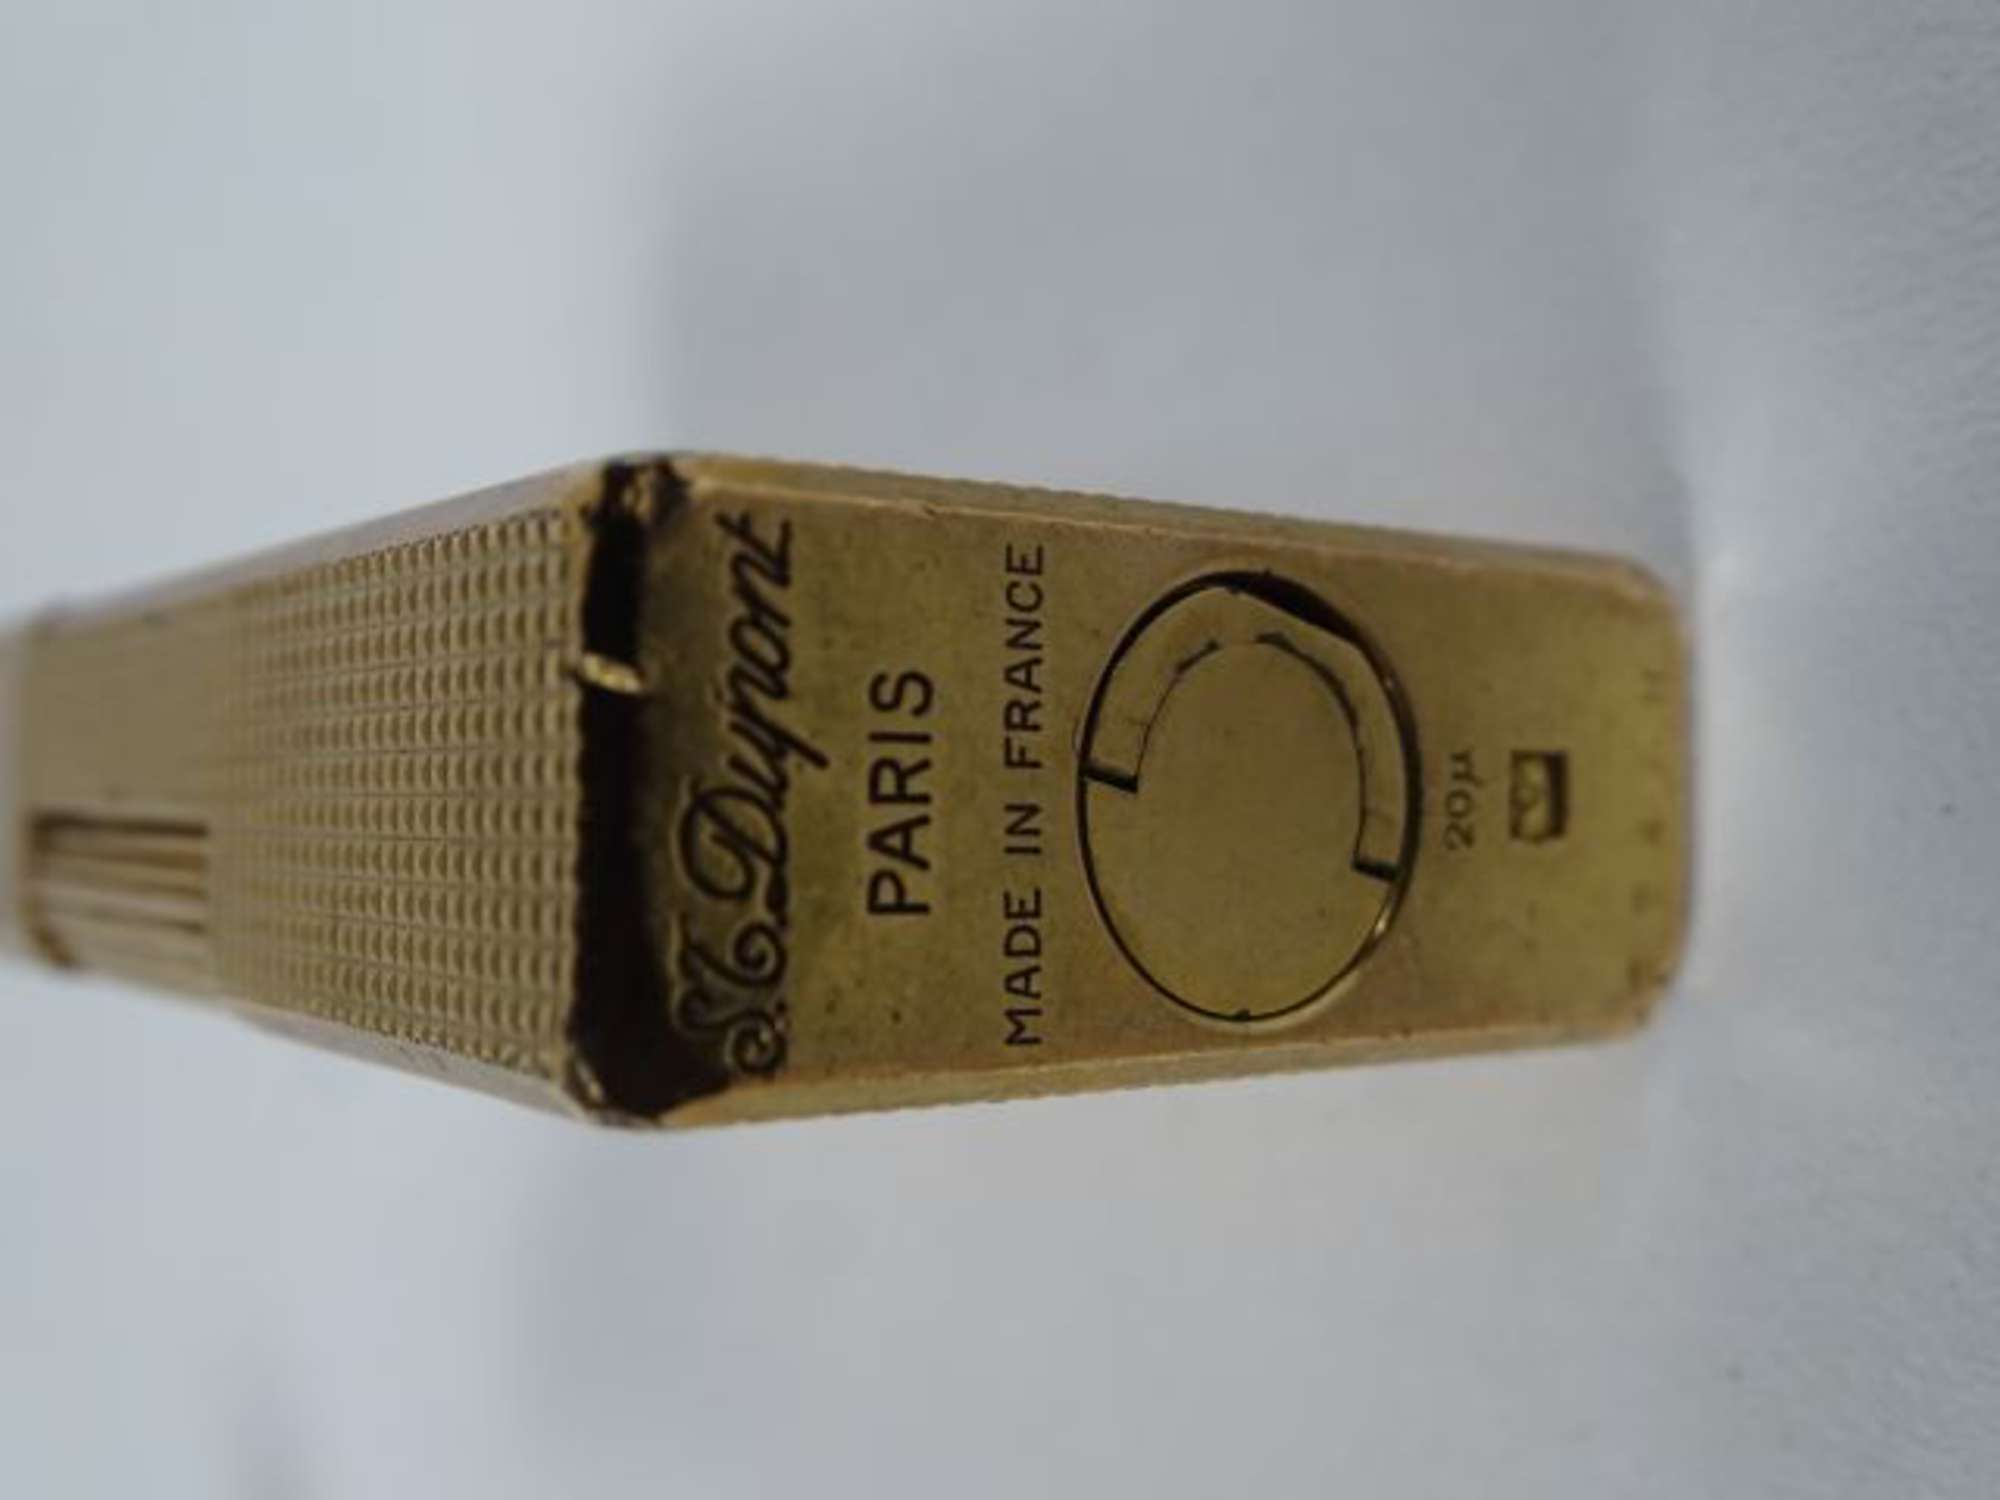 S.T. Dupont
PARIS
MADE IN FRANCE
20µ